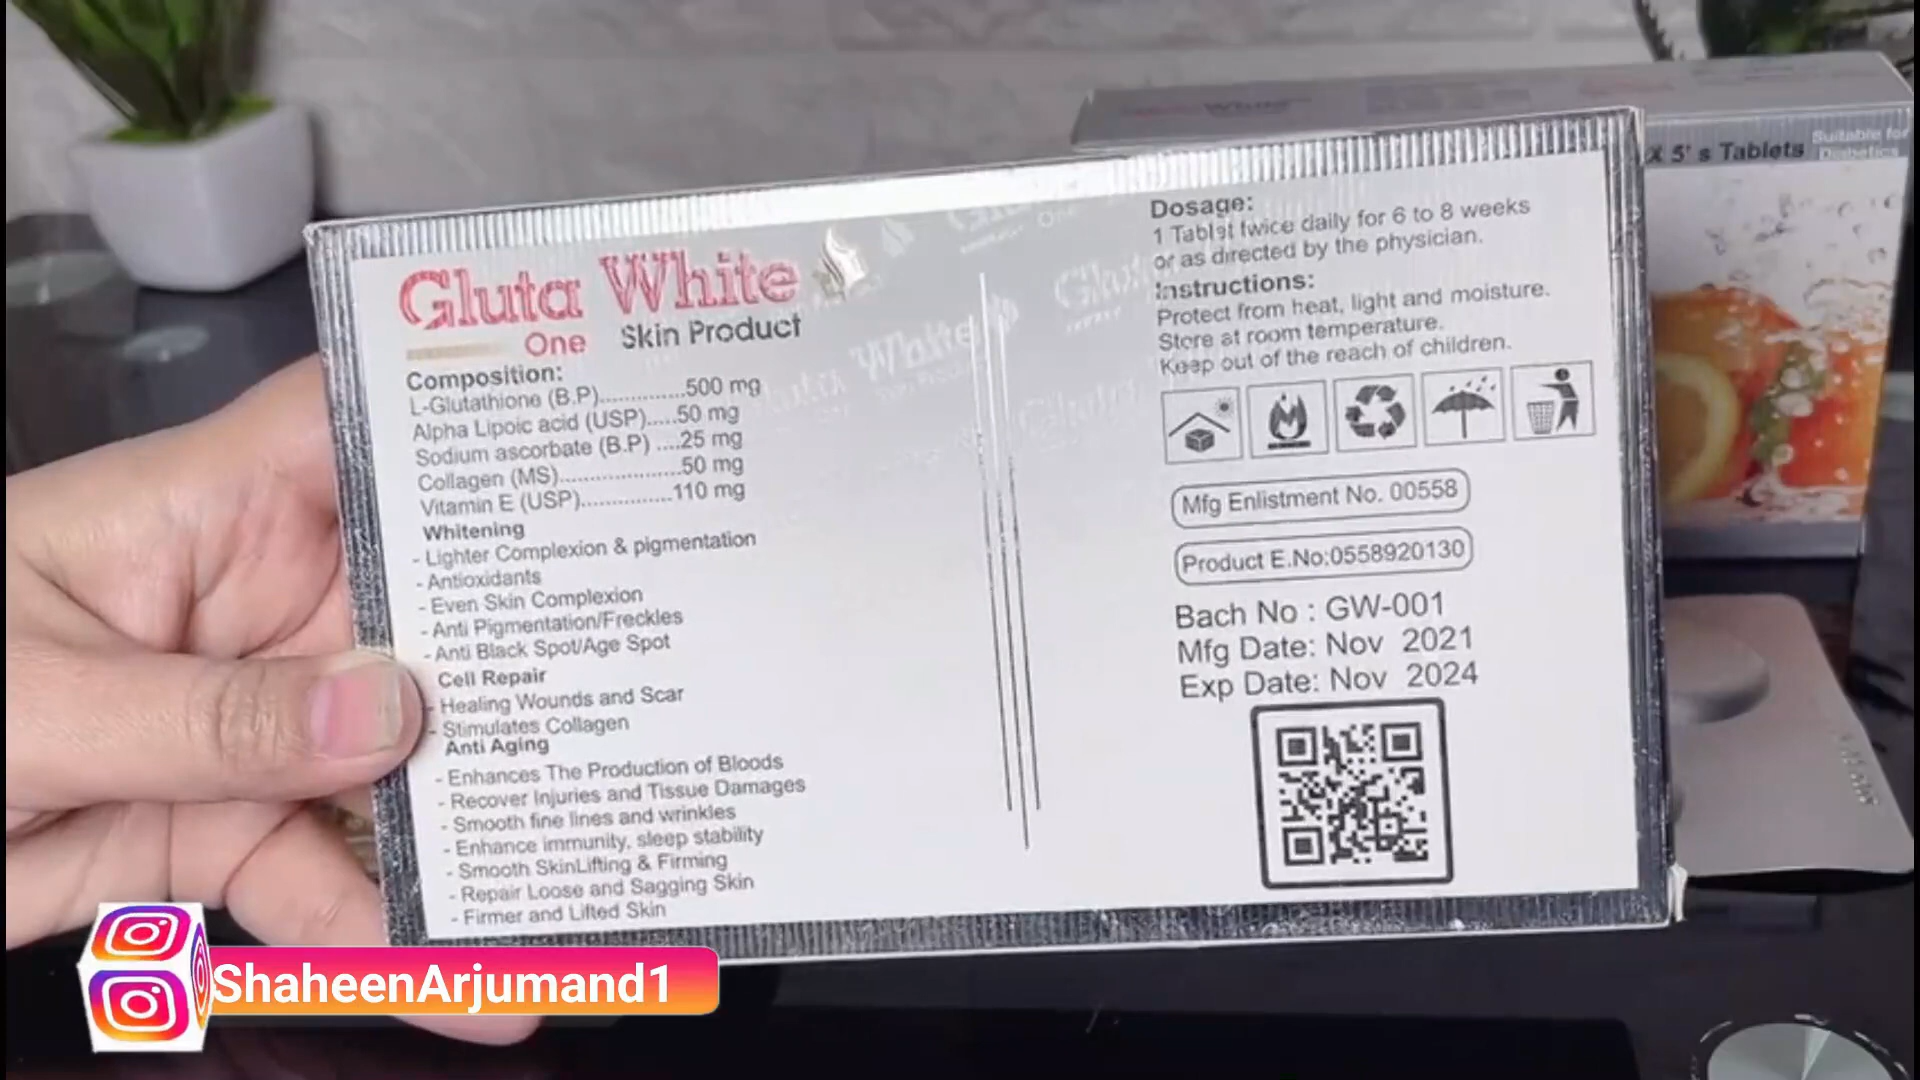 Gluta White
One Skin Product
Composition:
L-Glutathione (B.P)..............500 mg
Alpha Lipoic acid (USP).....50 mg
Sodium ascorbate (B.P) ....25 mg
Collagen (MS)....................50 mg
Vitamin E (USP)...............110 mg
Whitening
- Lighter Complexion & pigmentation
- Antioxidants
- Even Skin Complexion
- Anti Pigmentation/Freckles
- Anti Black Spot/Age Spot
Cell Repair
- Healing Wounds and Scar
- Stimulates Collagen
Anti Aging
- Enhances The Production of Bloods
- Recover Injuries and Tissue Damages
- Smooth fine lines and wrinkles
- Enhance immunity, sleep stability
- Smooth SkinLifting & Firming
- Repair Loose and Sagging Skin
- Firmer and Lifted Skin
Dosage:
1 Tablet twice daily for 6 to 8 weeks
or as directed by the physician.
Instructions:
Protect from heat, light and moisture.
Store at room temperature.
Keep out of the reach of children.
Mfg Enlistment No. 00558
Product E.No:0558920130
Bach No : GW-001
Mfg Date: Nov 2021
Exp Date: Nov 2024
X 5' s Tablets
Suitable for
Diabetics
ShaheenArjumand1